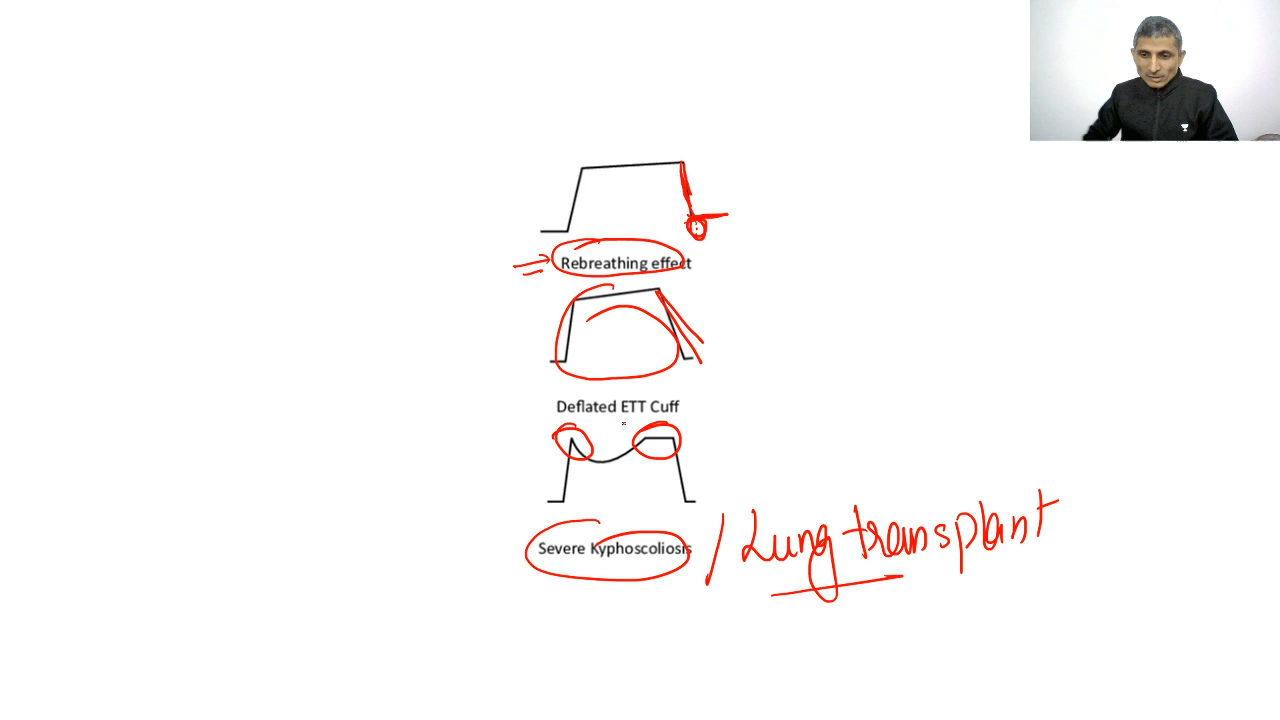 Rebreathing effect
Deflated ETT Cuff
Severe Kyphoscoliosis / Lung transplant